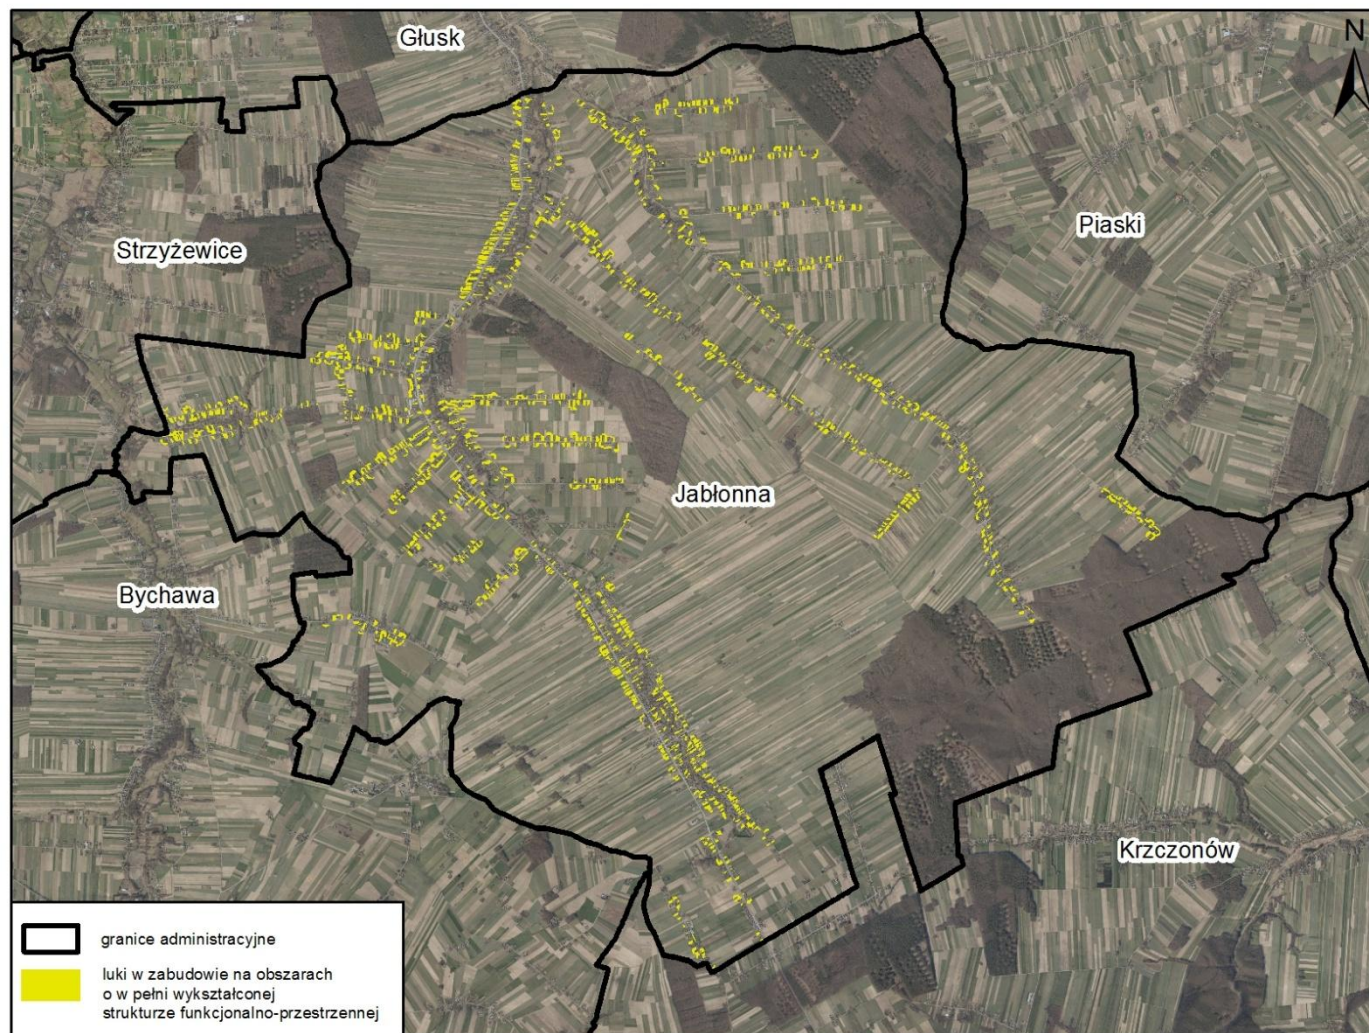 Głusk
N
Strzyżewice
Piaski
Jabłonna
Bychawa
Krzczonów
granice administracyjne
luki w zabudowie na obszarach
o w pełni wykształconej
strukturze funkcjonalno-przestrzennej